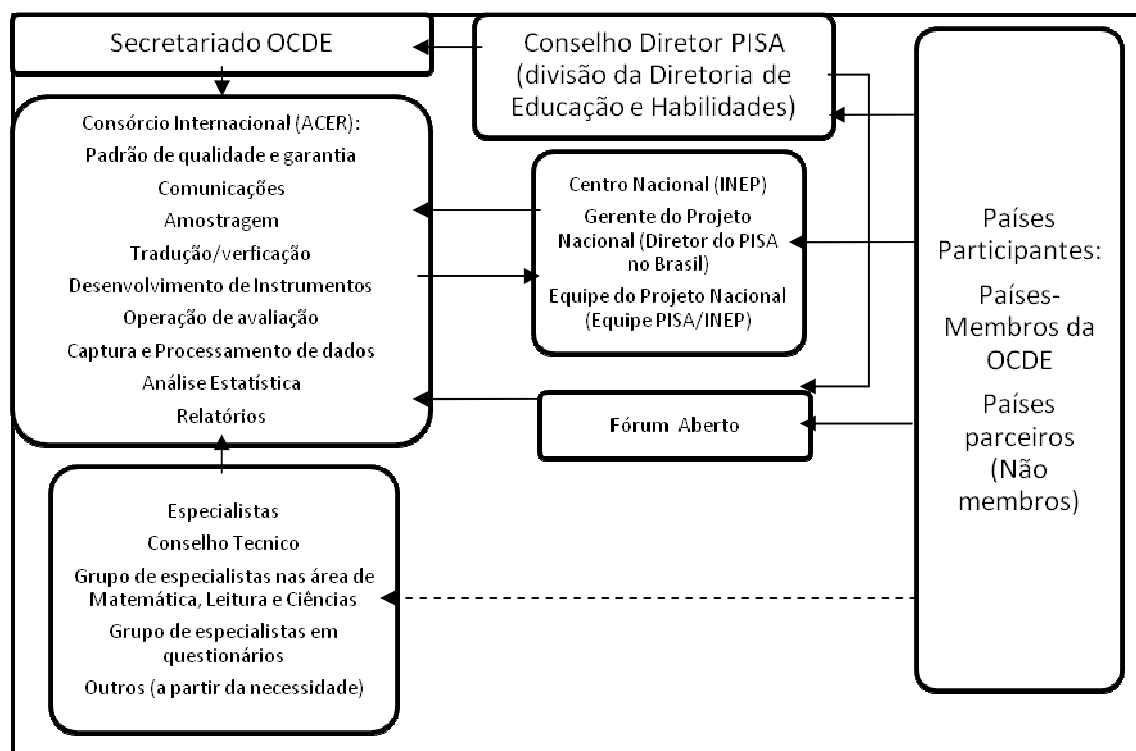 Secretariado OCDE
Conselho Diretor PISA
(divisão da Diretoria de
Educação e Habilidades)
Consórcio Internacional (ACER):
Padrão de qualidade e garantia
Comunicações
Amostragem
Tradução/verficação
Desenvolvimento de Instrumentos
Operação de avaliação
Captura e Processamento de dados
Análise Estatística
Relatórios
Centro Nacional (INEP)
Gerente do Projeto
Nacional (Diretor do PISA
no Brasil)
Equipe do Projeto Nacional
(Equipe PISA/INEP)
Fórum Aberto
Países
Participantes:
Países-
Membros da
OCDE
Países
parceiros
(Não
membros)
Especialistas
Conselho Tecnico
Grupo de especialistas nas área de
Matemática, Leitura e Ciências
Grupo de especialistas em
questionários
Outros (a partir da necessidade)